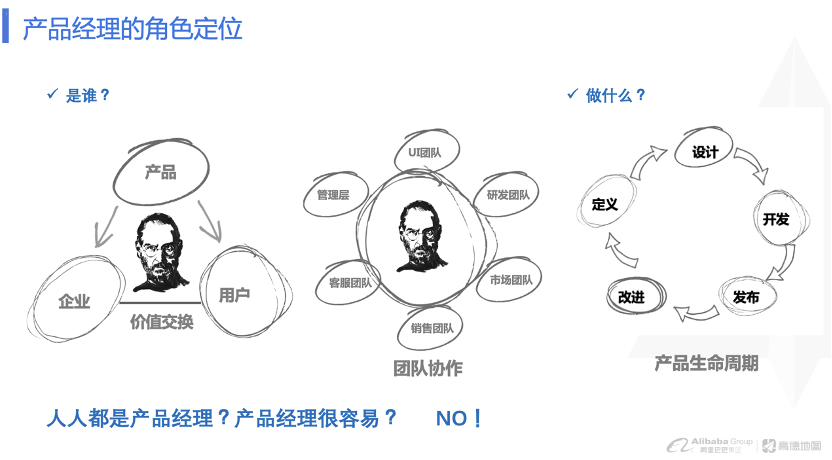 产品经理的角色定位
✓ 是谁？
✓ 做什么？
产品
企业
用户
价值交换
UI团队
管理层
研发团队
客服团队
市场团队
销售团队
团队协作
设计
定义
开发
改进
发布
产品生命周期
人人都是产品经理？产品经理很容易？ NO！
Alibaba Group
阿里巴巴集团
高德地图